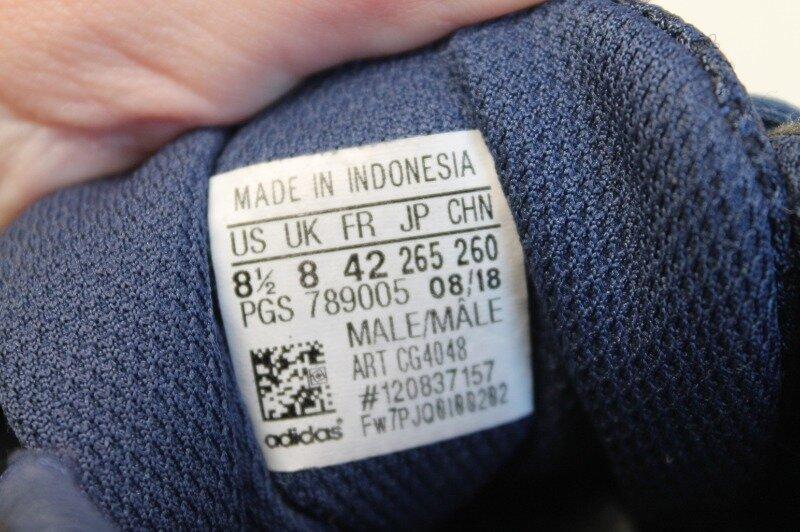 MADE IN INDONESIA
US UK FR JP CHN
8½ 8 42 265 260
PGS 789005 08/18
MALE/MÂLE
ART CG4048
#120837157
adidas